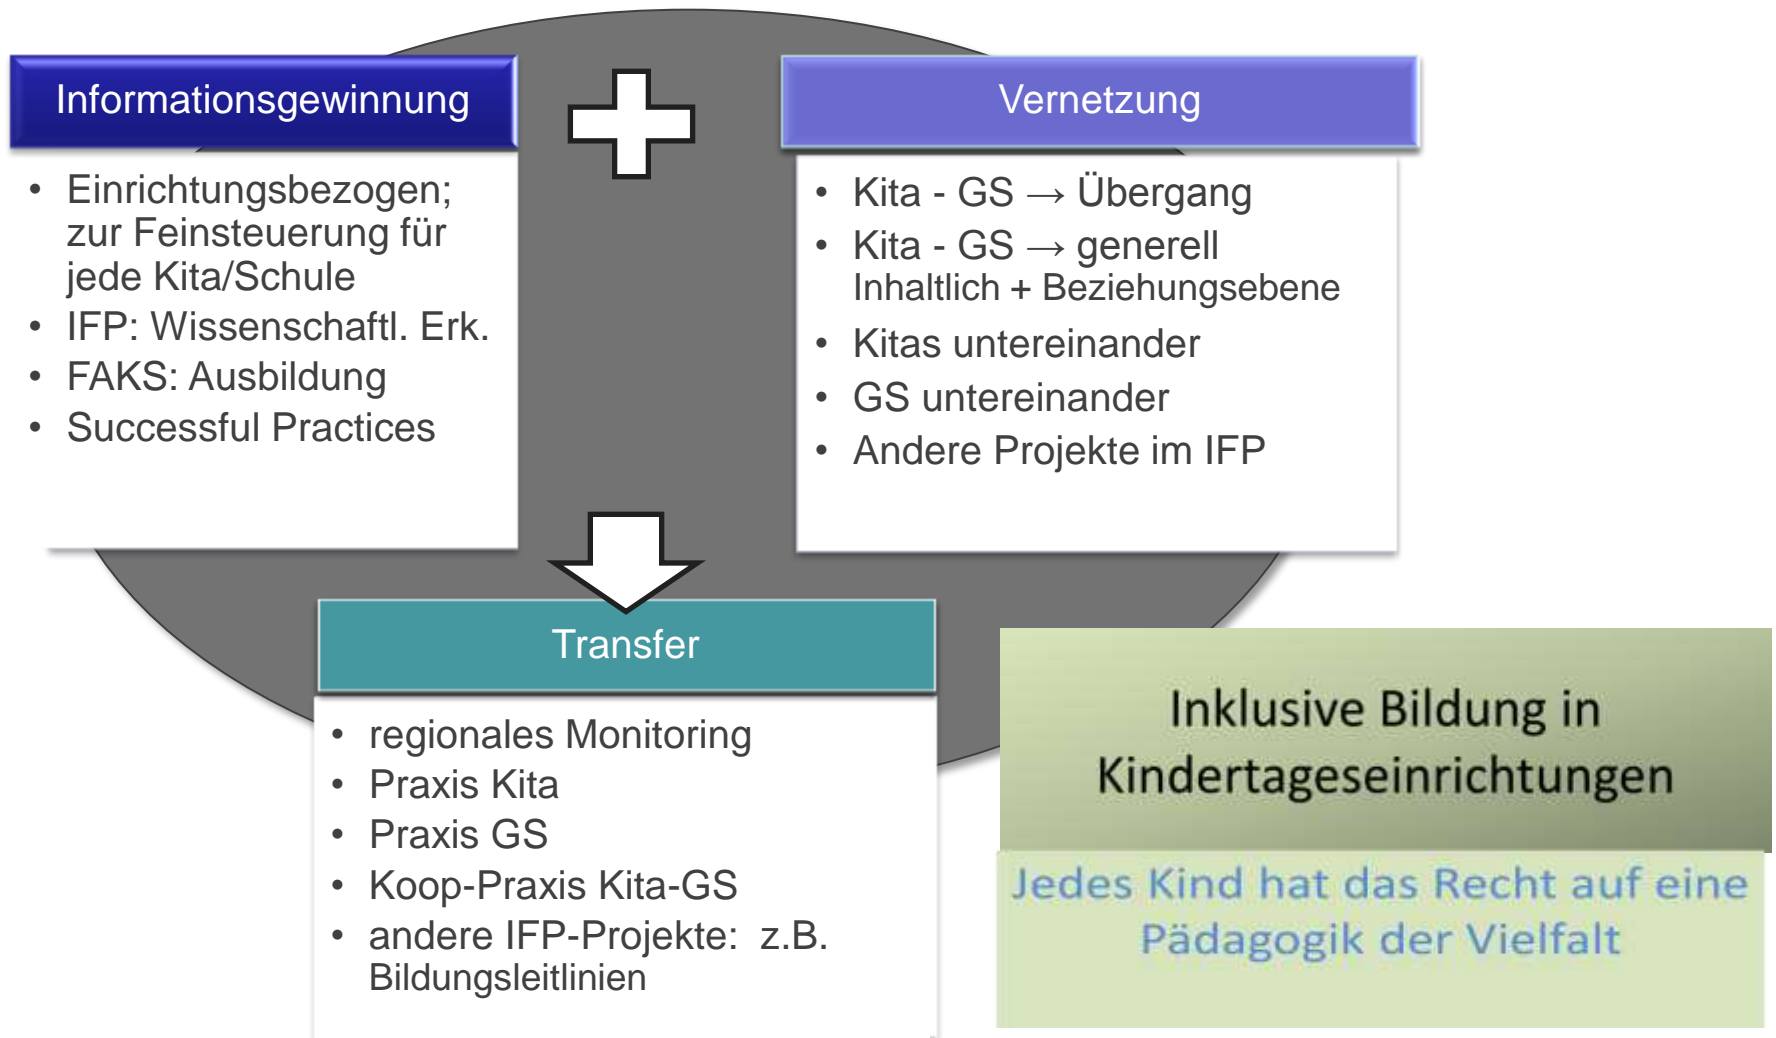 Informationsgewinnung
• Einrichtungsbezogen;
zur Feinsteuerung für
jede Kita/Schule
• IFP: Wissenschaftl. Erk.
• FAKS: Ausbildung
• Successful Practices
Vernetzung
• Kita - GS → Übergang
• Kita - GS → generell
Inhaltlich + Beziehungsebene
• Kitas untereinander
• GS untereinander
• Andere Projekte im IFP
Transfer
• regionales Monitoring
• Praxis Kita
• Praxis GS
• Koop-Praxis Kita-GS
• andere IFP-Projekte: z.B.
Bildungsleitlinien
Inklusive Bildung in
Kindertageseinrichtungen
Jedes Kind hat das Recht auf eine
Pädagogik der Vielfalt